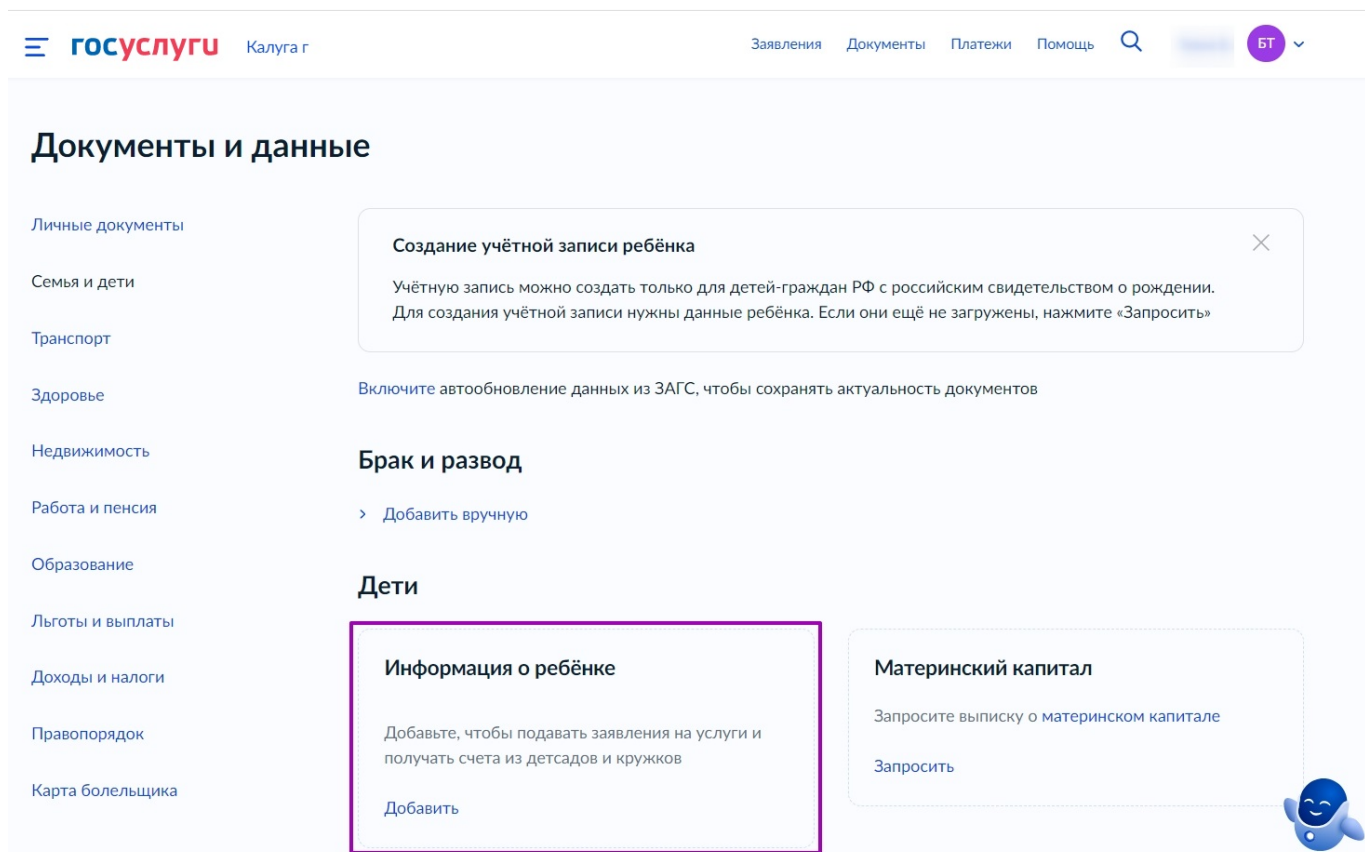 госуслуги Калуга г Заявления Документы Платежи Помощь БТ
Документы и данные
Личные документы
Семья и дети
Транспорт
Здоровье
Недвижимость
Работа и пенсия
Образование
Льготы и выплаты
Доходы и налоги
Правопорядок
Карта болельщика
Создание учётной записи ребёнка
Учётную запись можно создать только для детей-граждан РФ с российским свидетельством о рождении.
Для создания учётной записи нужны данные ребёнка. Если они ещё не загружены, нажмите «Запросить»
Включите автообновление данных из ЗАГС, чтобы сохранять актуальность документов
Брак и развод
Добавить вручную
Дети
Информация о ребёнке
Добавьте, чтобы подавать заявления на услуги и
получать счета из детсадов и кружков
Добавить
Материнский капитал
Запросите выписку о материнском капитале
Запросить